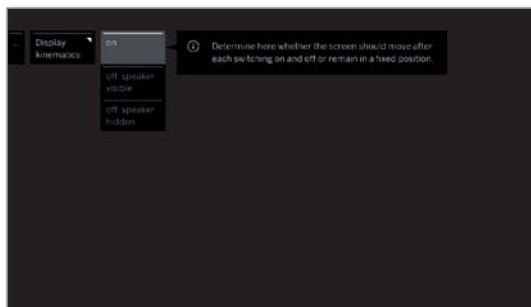 ...
Display
kinematics
on
Determine here whether the screen should move after
each switching on and off or remain in a fixed position.
off, speaker
visible
off, speaker
hidden